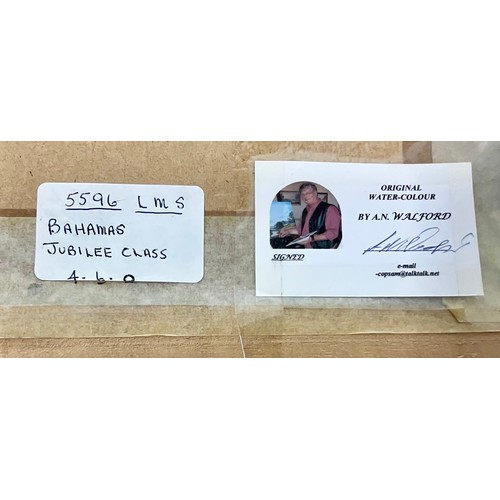 5596 LMS
BAHAMAS
JUBILEE CLASS
4.6.0
ORIGINAL
WATER-COLOUR
BY A.N. WALFORD
SIGNED
e-mail
-copsam@talktalk.net